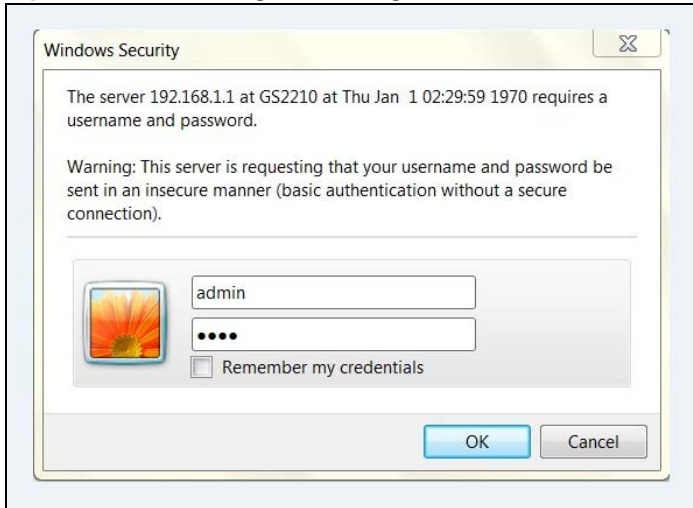 Windows Security
The server 192.168.1.1 at GS2210 at Thu Jan  1 02:29:59 1970 requires a
username and password.
Warning: This server is requesting that your username and password be
sent in an insecure manner (basic authentication without a secure
connection).
admin
••••
Remember my credentials
OK Cancel